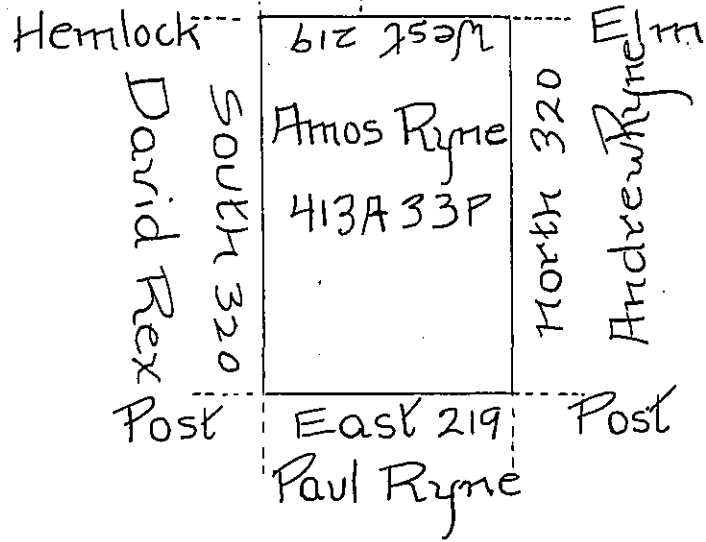 Hemlock
West 219
Elm
David Rex
South 320
Amos Ryne
413A 33P
North 320
Andrew Ryne
Post
East 219
Post
Paul Ryne